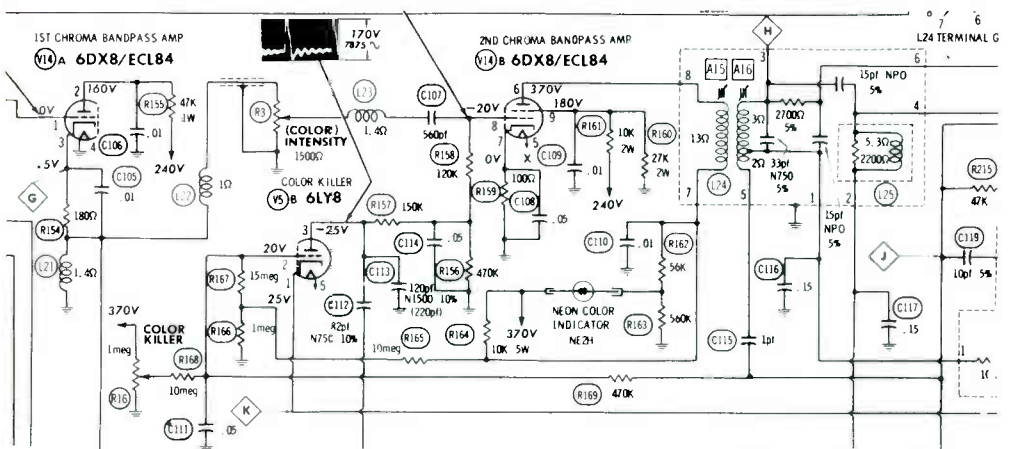 170V
7875 ∿
7 6
L24 TERMINAL G
1ST CHROMA BANDPASS AMP
V14 A 6DX8/ECL84
2ND CHROMA BANDPASS AMP
V14 B 6DX8/ECL84
H
A15 A16
15pf NPO
5%
2 160V
R155 47K
1W
0V
1
3 4
C106
.01
240V
.5V
C105
.01
G
180Ω
R154
L21 1.4Ω
L22 1Ω
R3
(COLOR)
INTENSITY
1500Ω
L23
1.4Ω
C107
560pf
-20V
R158
120K
6 370V
180V
8 9
7 5
0V
X
100Ω
R159
C108
.05
C109
.01
R161
10K
2W
R160
27K
2W
240V
8
13Ω
3Ω
2Ω
L24
7 5
3
2700Ω
5%
33pf
N750
5%
6
4
1 2
5.3Ω
2200Ω
L25
15pf
NPO
5%
R215
47K
COLOR KILLER
V5 B 6LY8
3 -25V
20V
2
1 5
25V
R167 15meg
R166 1meg
R157 150K
C114 .05
R156 470K
C113
120pf
N1500 10%
(220pf)
C112
82pf
N75C 10%
R164
10K 5W
370V
NEON COLOR
INDICATOR
NE2H
C110 .01
R162
56K
R163 560K
C115 1pf
C116
.15
J
C119
10pf 5%
C117
.15
370V
COLOR
KILLER
1meg
R16
R168
10meg
C111 .05
K
10meg
R165
R169 470K
1